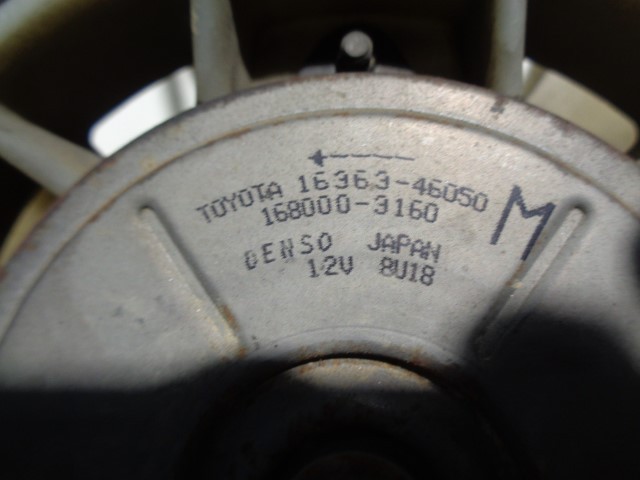 TOYOTA 16363-46050
168000-3160
M
DENSO JAPAN
12V 8U18